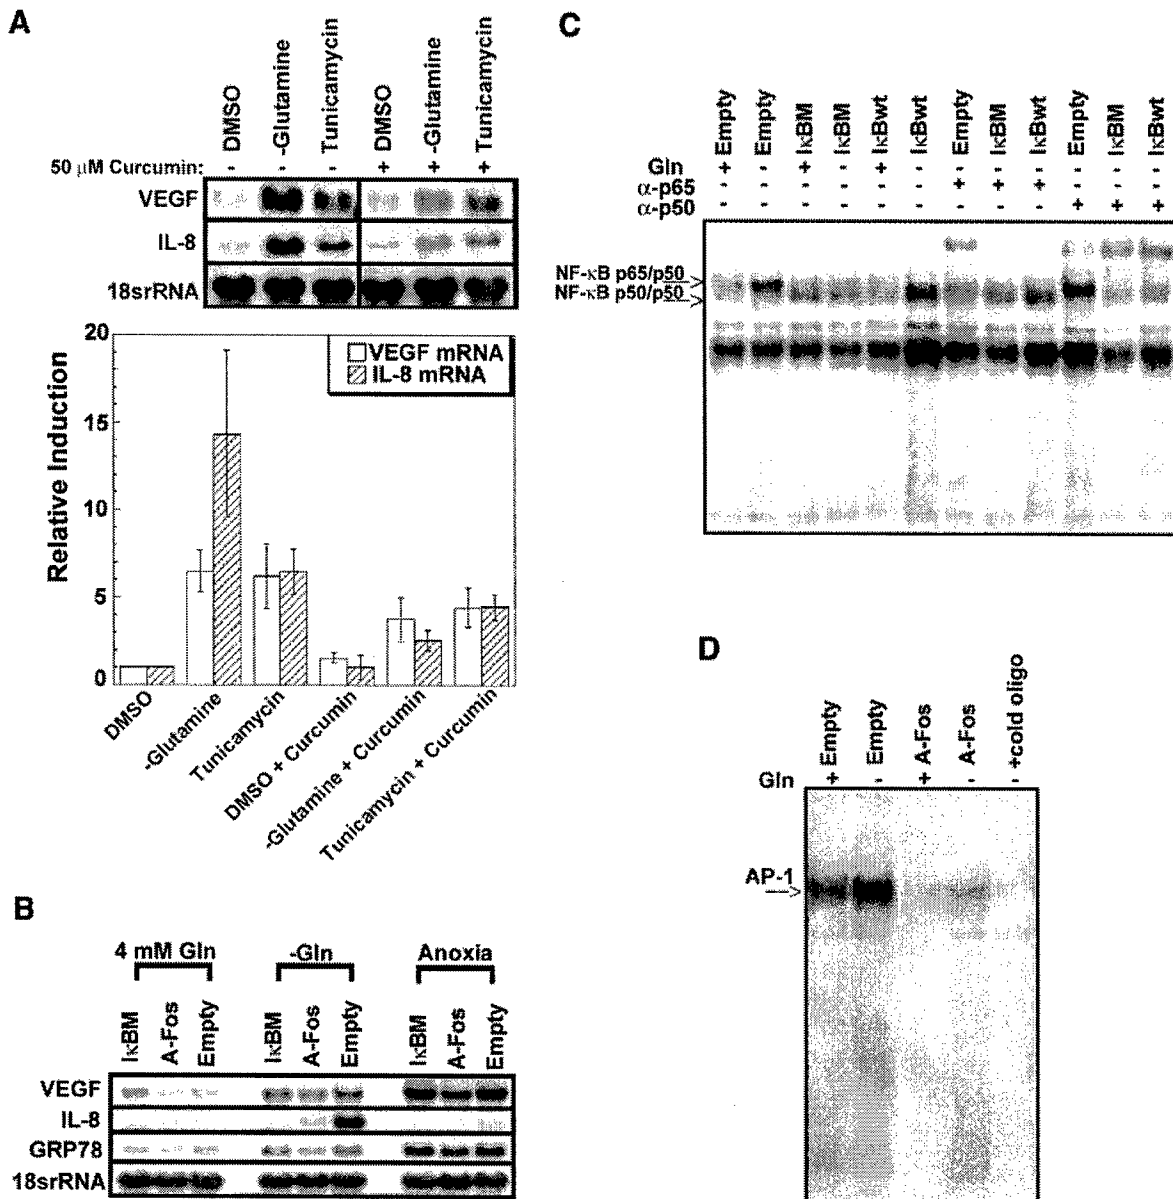 A
DMSO
-Glutamine
Tunicamycin
DMSO
-Glutamine
Tunicamycin
50 μM Curcumin: - - - + + +
VEGF
IL-8
18srRNA
20
15
10
5
0
Relative Induction
VEGF mRNA
IL-8 mRNA
DMSO
-Glutamine
Tunicamycin
DMSO + Curcumin
-Glutamine + Curcumin
Tunicamycin + Curcumin
B
4 mM Gln
-Gln
Anoxia
IκBM
A-Fos
Empty
IκBM
A-Fos
Empty
IκBM
A-Fos
Empty
VEGF
IL-8
GRP78
18srRNA
C
Empty
Empty
IκBM
IκBM
IκBwt
IκBwt
Empty
IκBM
IκBwt
Empty
IκBM
IκBwt
Gln + - + - + - - - - - - -
α-p65 - - - - - - + + + - - -
α-p50 - - - - - - - - - + + +
NF-κB p65/p50
NF-κB p50/p50
D
Empty
Empty
A-Fos
A-Fos
+cold oligo
Gln + - + - -
AP-1